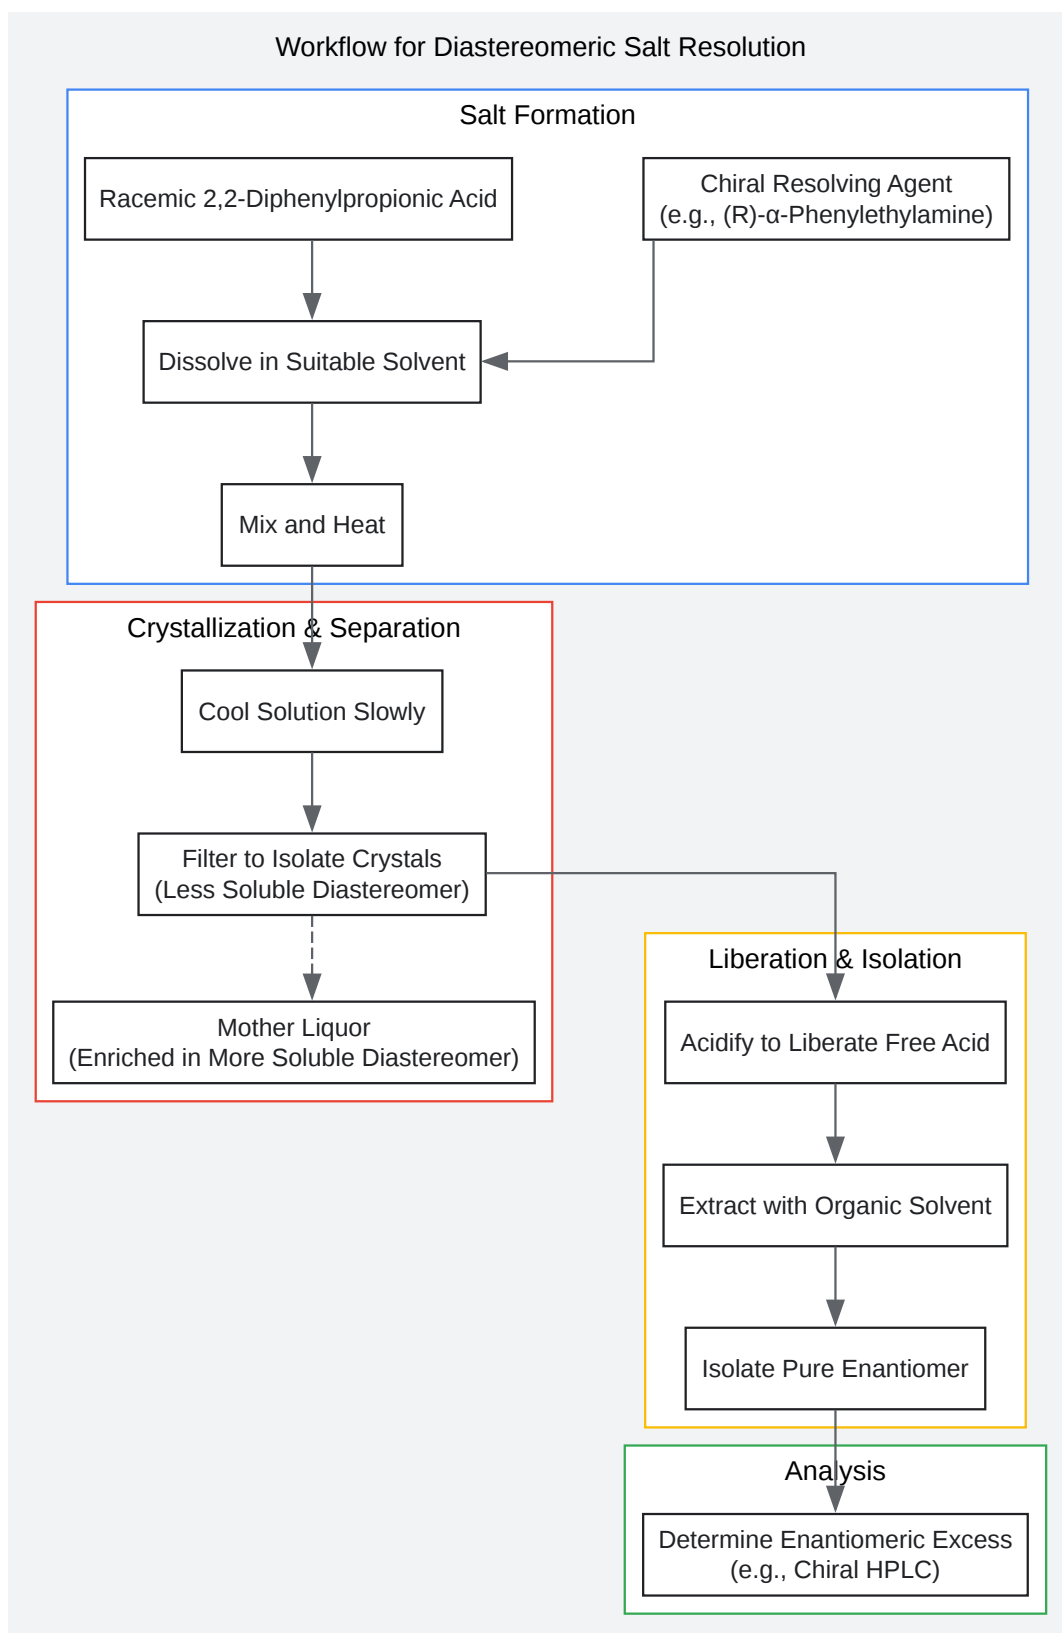 Workflow for Diastereomeric Salt Resolution
Salt Formation
Racemic 2,2-Diphenylpropionic Acid
Chiral Resolving Agent
(e.g., (R)-α-Phenylethylamine)
Dissolve in Suitable Solvent
Mix and Heat
Crystallization & Separation
Cool Solution Slowly
Filter to Isolate Crystals
(Less Soluble Diastereomer)
Mother Liquor
(Enriched in More Soluble Diastereomer)
Liberation & Isolation
Acidify to Liberate Free Acid
Extract with Organic Solvent
Isolate Pure Enantiomer
Analysis
Determine Enantiomeric Excess
(e.g., Chiral HPLC)